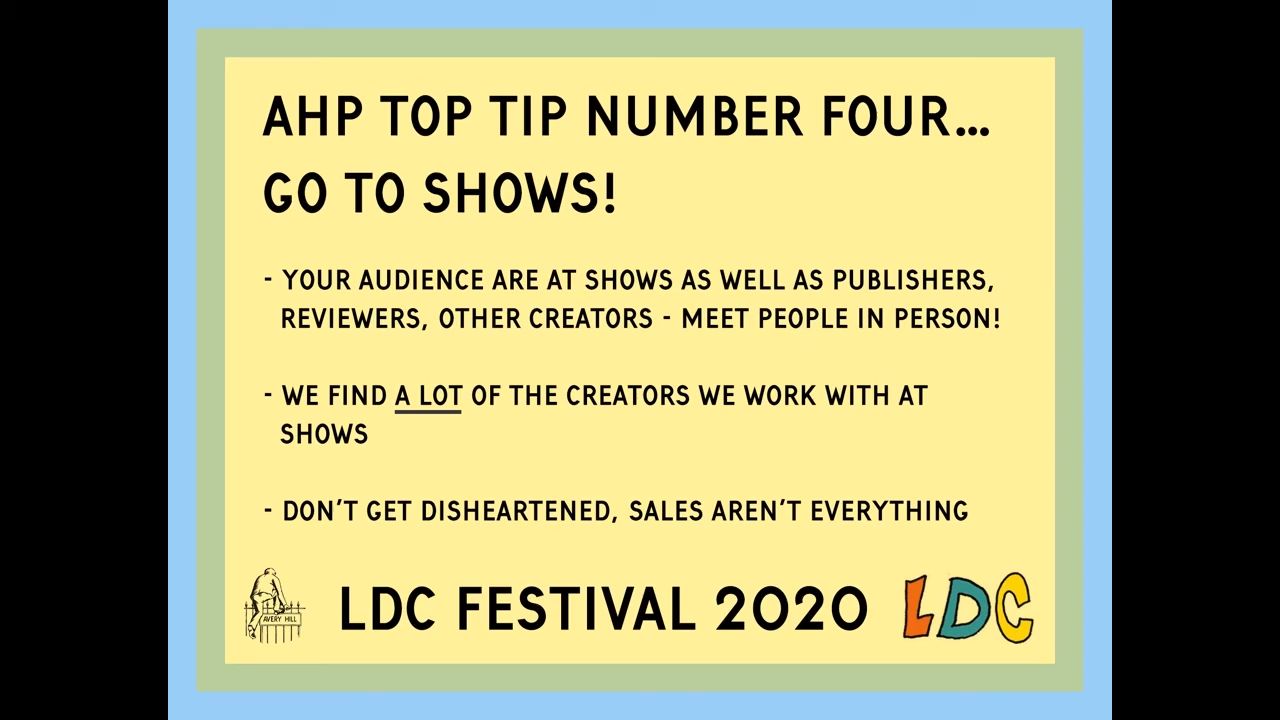 AHP TOP TIP NUMBER FOUR...
GO TO SHOWS!
- YOUR AUDIENCE ARE AT SHOWS AS WELL AS PUBLISHERS,
REVIEWERS, OTHER CREATORS - MEET PEOPLE IN PERSON!
- WE FIND A LOT OF THE CREATORS WE WORK WITH AT
SHOWS
- DON'T GET DISHEARTENED, SALES AREN'T EVERYTHING
AVERY HILL
LDC FESTIVAL 2020
LDC